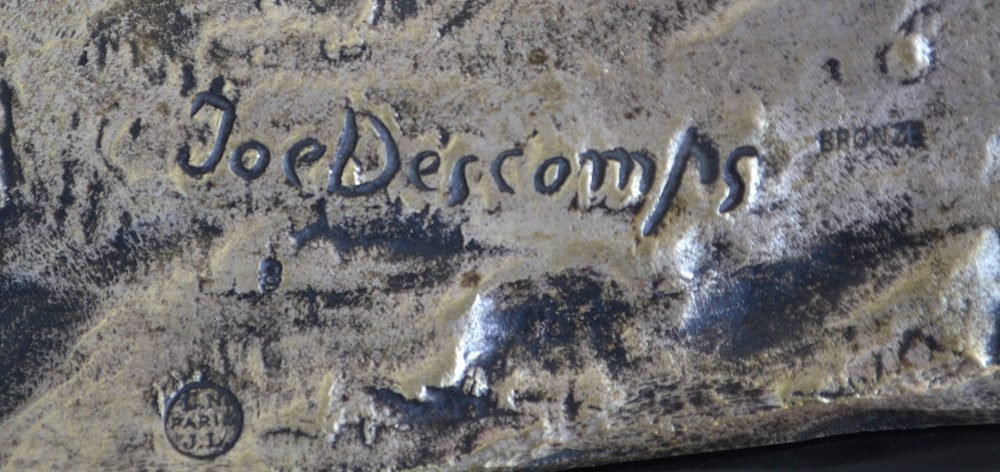 Joe Descomps
BRONZE
PARIS
J.L